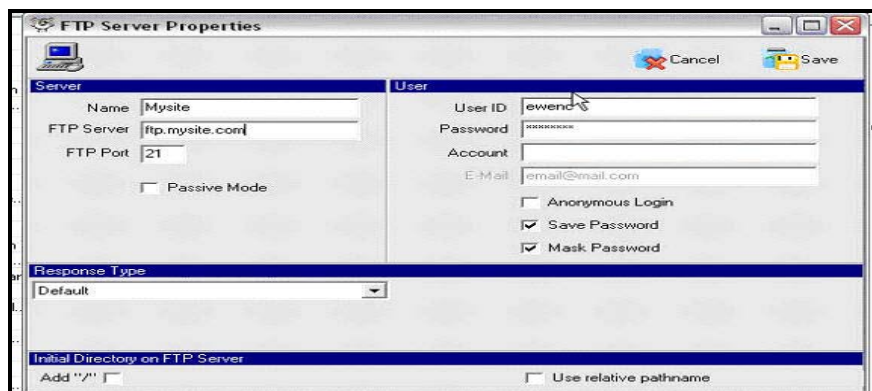 FTP Server Properties
Cancel
Save
Server
User
Name Mysite
User ID ewenc
FTP Server ftp.mysite.com
Password ********
FTP Port 21
Account
E-Mail email@mail.com
Passive Mode
Anonymous Login
Save Password
Mask Password
Response Type
Default
Initial Directory on FTP Server
Add "/"
Use relative pathname